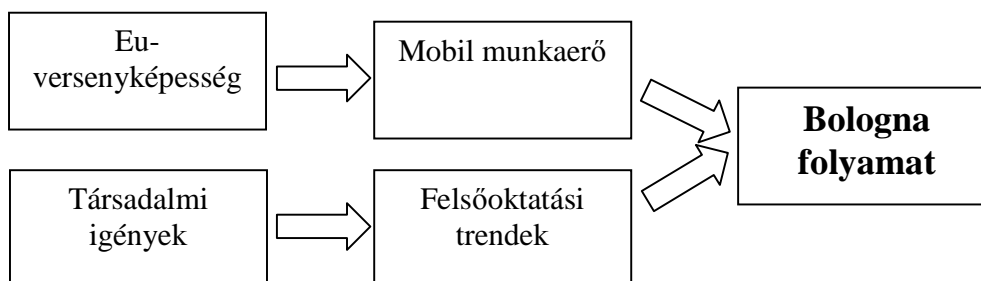 Eu-
versenyképesség
Mobil munkaerő
Bologna
folyamat
Társadalmi
igények
Felsőoktatási
trendek